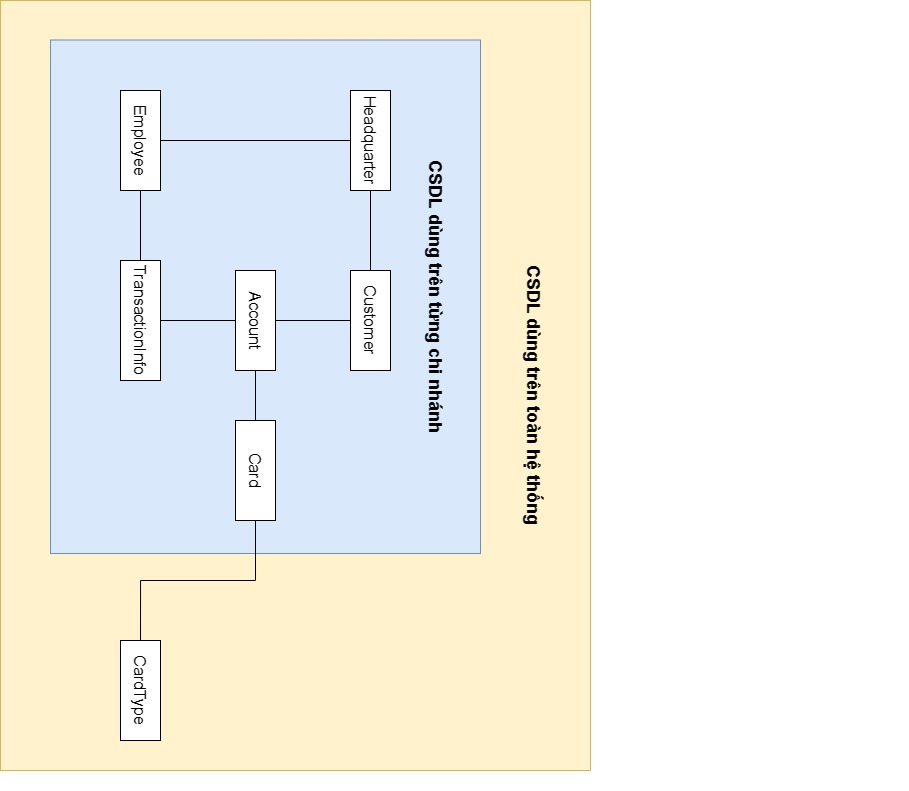 CSDL dùng trên toàn hệ thống
CSDL dùng trên từng chi nhánh
Headquarter
Customer
Account
Card
Employee
TransactionInfo
CardType